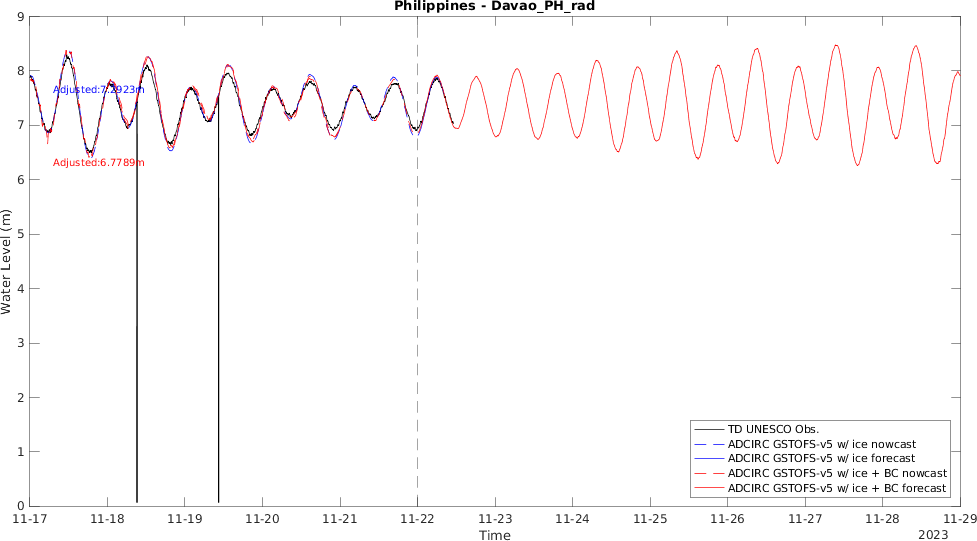 Philippines - Davao_PH_rad
9
8
7
6
5
4
3
2
1
0
Water Level (m)
Adjusted:7.2923m
Adjusted:6.7789m
TD UNESCO Obs.
ADCIRC GSTOFS-v5 w/ ice nowcast
ADCIRC GSTOFS-v5 w/ ice forecast
ADCIRC GSTOFS-v5 w/ ice + BC nowcast
ADCIRC GSTOFS-v5 w/ ice + BC forecast
11-17 11-18 11-19 11-20 11-21 11-22 11-23 11-24 11-25 11-26 11-27 11-28 11-29
Time
2023